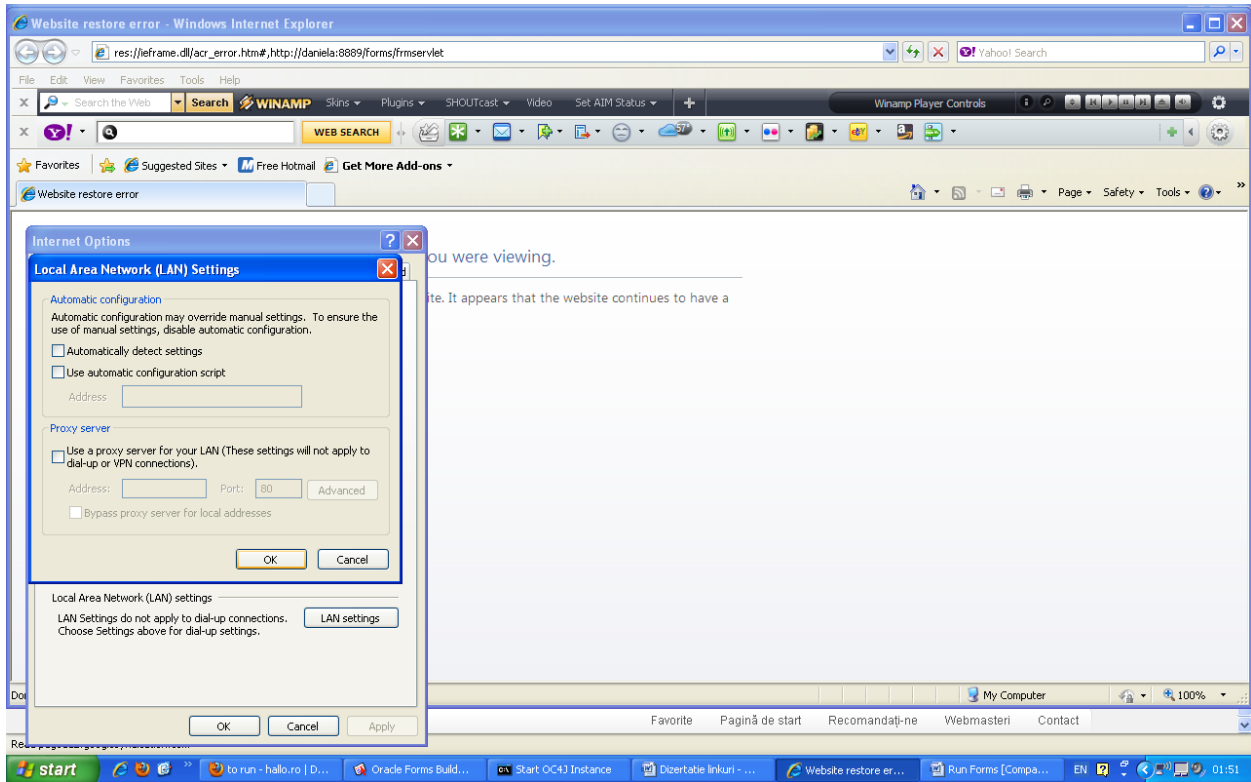 Website restore error - Windows Internet Explorer
res://ieframe.dll/acr_error.htm#,http://daniela:8889/forms/frmservlet
Yahoo! Search
File Edit View Favorites Tools Help
x Search the Web Search WINAMP Skins Plugins SHOUTcast Video Set AIM Status Winamp Player Controls
x WEB SEARCH 57
Favorites Suggested Sites Free Hotmail Get More Add-ons
Website restore error
Page Safety Tools
Internet Options
ou were viewing.
Local Area Network (LAN) Settings
ite. It appears that the website continues to have a
Automatic configuration
Automatic configuration may override manual settings. To ensure the
use of manual settings, disable automatic configuration.
Automatically detect settings
Use automatic configuration script
Address
Proxy server
Use a proxy server for your LAN (These settings will not apply to
dial-up or VPN connections).
Address: Port: 80 Advanced
Bypass proxy server for local addresses
OK Cancel
Local Area Network (LAN) settings
LAN Settings do not apply to dial-up connections.
Choose Settings above for dial-up settings.
LAN settings
My Computer 100%
OK Cancel Apply
Favorite Pagină de start Recomandați-ne Webmasteri Contact
start to run - hallo.ro | D... Oracle Forms Build... Start OC4J Instance Dizertatie linkuri - ... Website restore er... Run Forms [Compa... EN 01:51